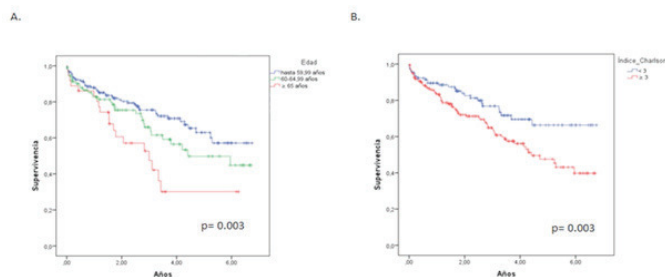 A.
B.
Edad
hasta 59,99 años
60-64,99 años
≥ 65 años
1,0
0,8
0,6
0,4
0,2
0,0
Supervivencia
,00
2,00
4,00
6,00
Años
p= 0.003
Índice_Charlson
< 3
≥ 3
1,0
0,8
0,6
0,4
0,2
0,0
Supervivencia
,00
2,00
4,00
6,00
Años
p= 0.003